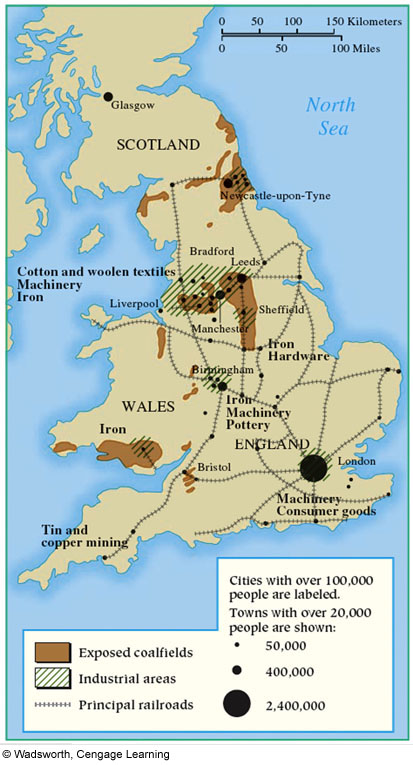 0 50 100 150 Kilometers
0 50 100 Miles
Glasgow
North
Sea
SCOTLAND
Newcastle-upon-Tyne
Bradford
Leeds
Cotton and woolen textiles
Machinery
Iron
Liverpool
Sheffield
Manchester
Iron
Hardware
Birmingham
WALES
Iron
Machinery
Pottery
Iron
ENGLAND
London
Bristol
Machinery
Consumer goods
Tin and
copper mining
Cities with over 100,000
people are labeled.
Towns with over 20,000
people are shown:
50,000
400,000
2,400,000
Exposed coalfields
Industrial areas
Principal railroads
© Wadsworth, Cengage Learning